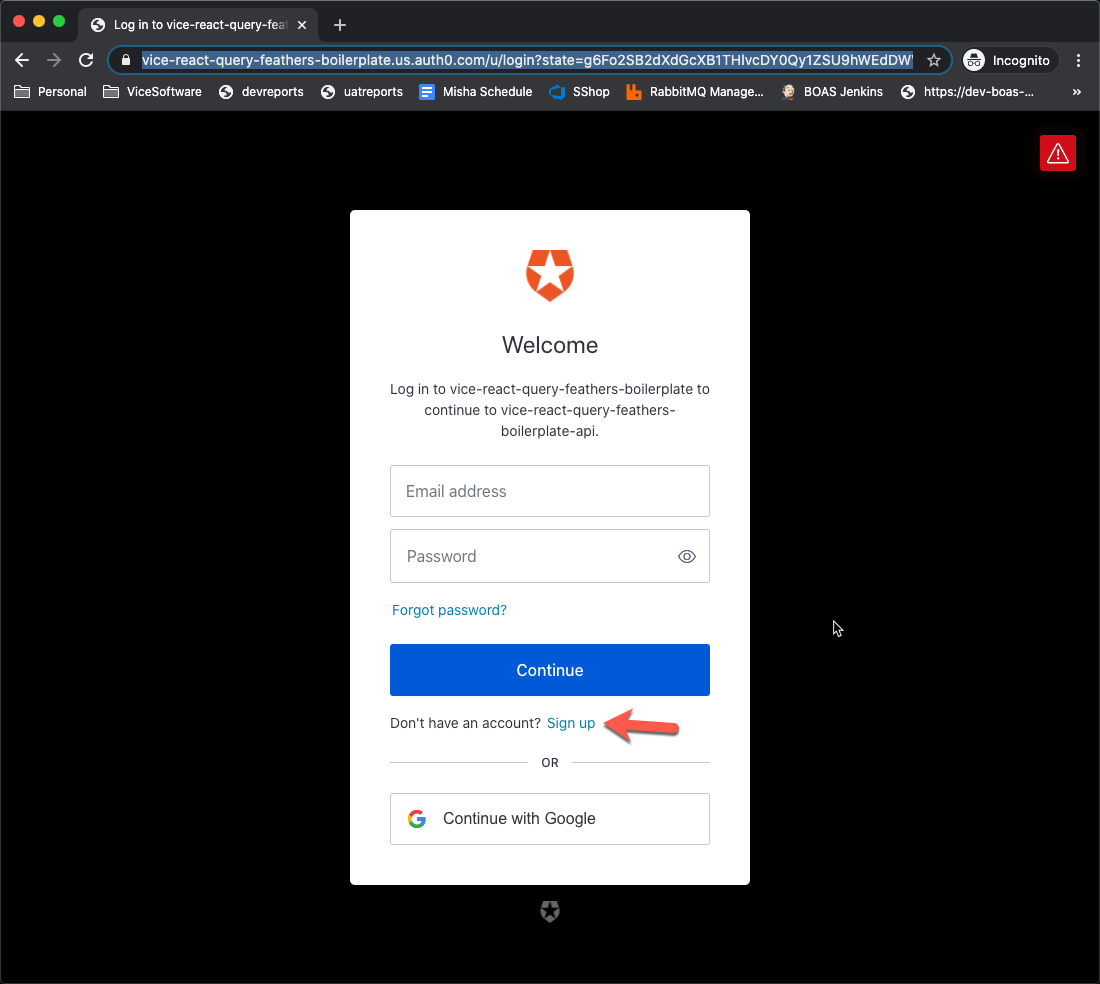 Log in to vice-react-query-feat
vice-react-query-feathers-boilerplate.us.auth0.com/u/login?state=g6Fo2SB2dXdGcXB1THlvcDY0Qy1ZSU9hWEdDW
Incognito
Personal ViceSoftware devreports uatreports Misha Schedule SShop RabbitMQ Manage... BOAS Jenkins https://dev-boas-... »
Welcome
Log in to vice-react-query-feathers-boilerplate to
continue to vice-react-query-feathers-
boilerplate-api.
Email address
Password
Forgot password?
Continue
Don't have an account? Sign up
OR
Continue with Google